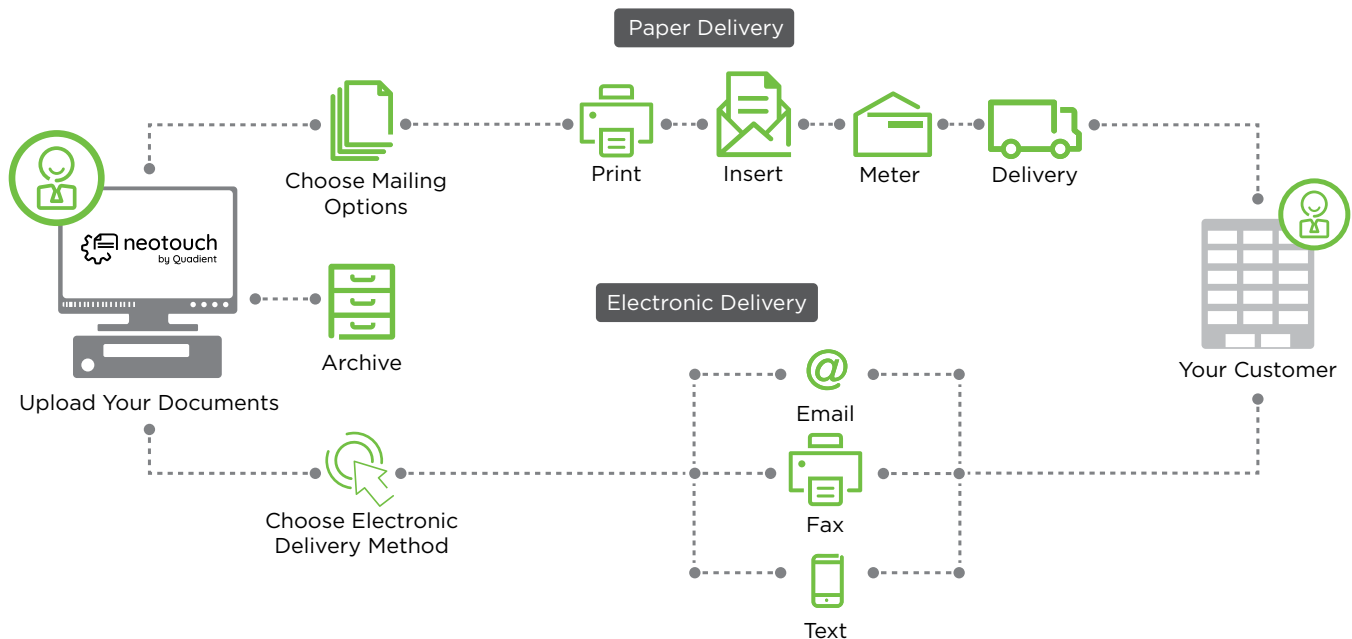 Paper Delivery
Choose Mailing
Options
Print
Insert
Meter
Delivery
neotouch
by Quadient
Upload Your Documents
Archive
Electronic Delivery
Your Customer
@
Email
Choose Electronic
Delivery Method
Fax
Text